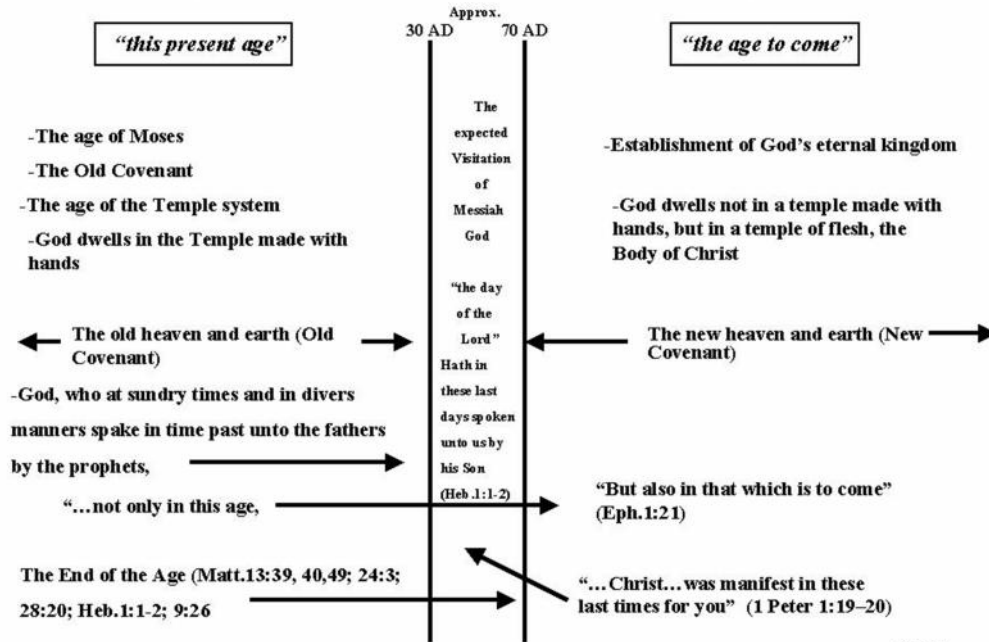 Approx.
30 AD 70 AD
“this present age”
-The age of Moses
-The Old Covenant
-The age of the Temple system
-God dwells in the Temple made with
hands
The old heaven and earth (Old
Covenant)
-God, who at sundry times and in divers
manners spake in time past unto the fathers
by the prophets,
“…not only in this age,
The End of the Age (Matt.13:39, 40,49; 24:3;
28:20; Heb.1:1-2; 9:26
The
expected
Visitation
of
Messiah
God
“the day
of the
Lord”
Hath in
these last
days spoken
unto us by
his Son
(Heb.1:1-2)
“the age to come”
-Establishment of God’s eternal kingdom
-God dwells not in a temple made with
hands, but in a temple of flesh, the
Body of Christ
The new heaven and earth (New
Covenant)
“But also in that which is to come”
(Eph.1:21)
“…Christ…was manifest in these
last times for you” (1 Peter 1:19–20)